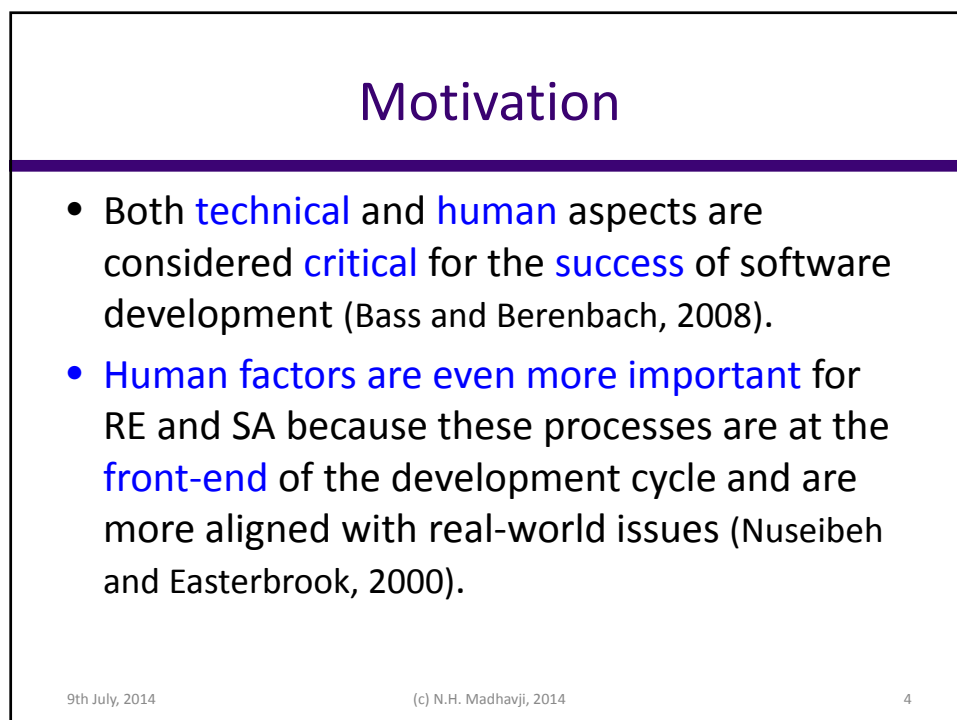 Motivation
• Both technical and human aspects are
considered critical for the success of software
development (Bass and Berenbach, 2008).
• Human factors are even more important for
RE and SA because these processes are at the
front-end of the development cycle and are
more aligned with real-world issues (Nuseibeh
and Easterbrook, 2000).
9th July, 2014
(c) N.H. Madhavji, 2014
4